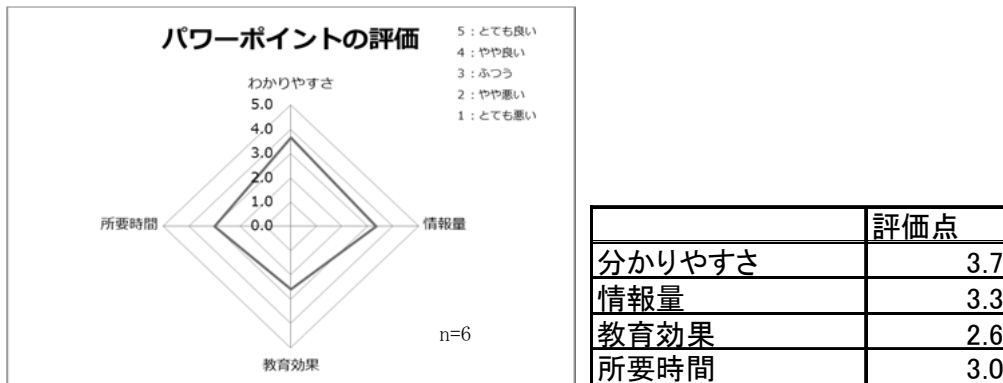 パワーポイントの評価
5：とても良い
4：やや良い
3：ふつう
2：やや悪い
1：とても悪い
わかりやすさ
5.0
4.0
3.0
2.0
1.0
0.0
所要時間
情報量
教育効果
n=6
評価点
分かりやすさ 3.7
情報量 3.3
教育効果 2.6
所要時間 3.0